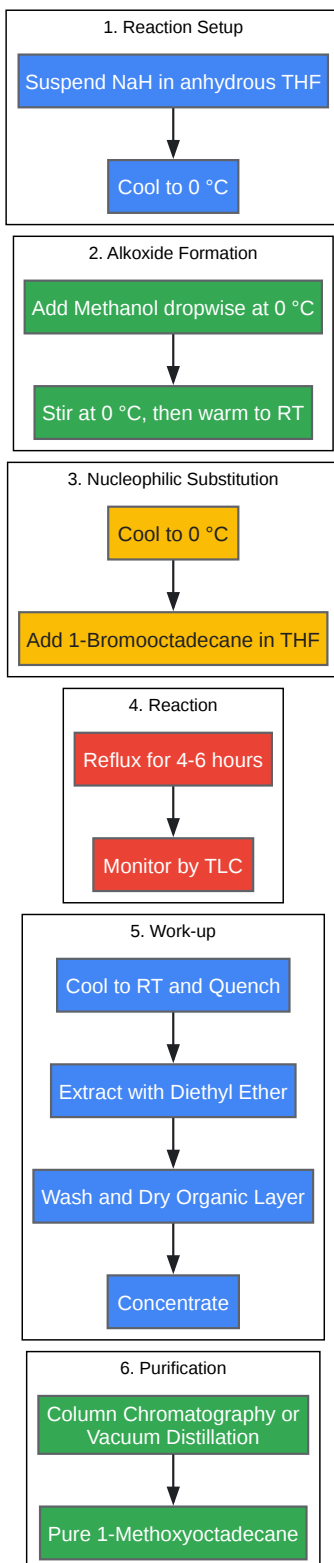 1. Reaction Setup
Suspend NaH in anhydrous THF
Cool to 0 °C
2. Alkoxide Formation
Add Methanol dropwise at 0 °C
Stir at 0 °C, then warm to RT
3. Nucleophilic Substitution
Cool to 0 °C
Add 1-Bromooctadecane in THF
4. Reaction
Reflux for 4-6 hours
Monitor by TLC
5. Work-up
Cool to RT and Quench
Extract with Diethyl Ether
Wash and Dry Organic Layer
Concentrate
6. Purification
Column Chromatography or
Vacuum Distillation
Pure 1-Methoxyoctadecane